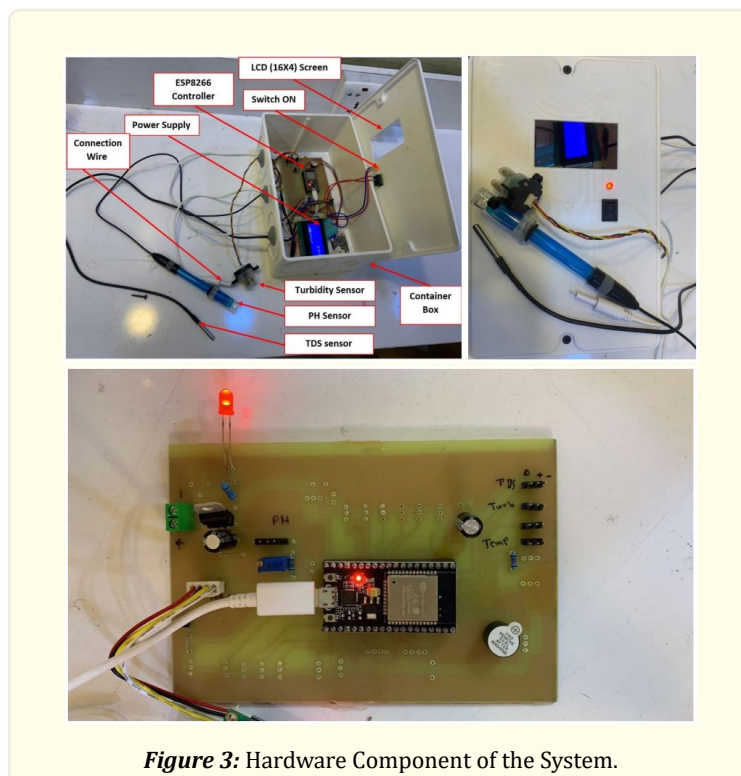 LCD (16X4) Screen
ESP8266
Controller
Switch ON
Power Supply
Connection
Wire
Turbidity Sensor
PH Sensor
TDS sensor
Container
Box
TDS
D + -
PH
Turb
Temp
-
+
Figure 3: Hardware Component of the System.